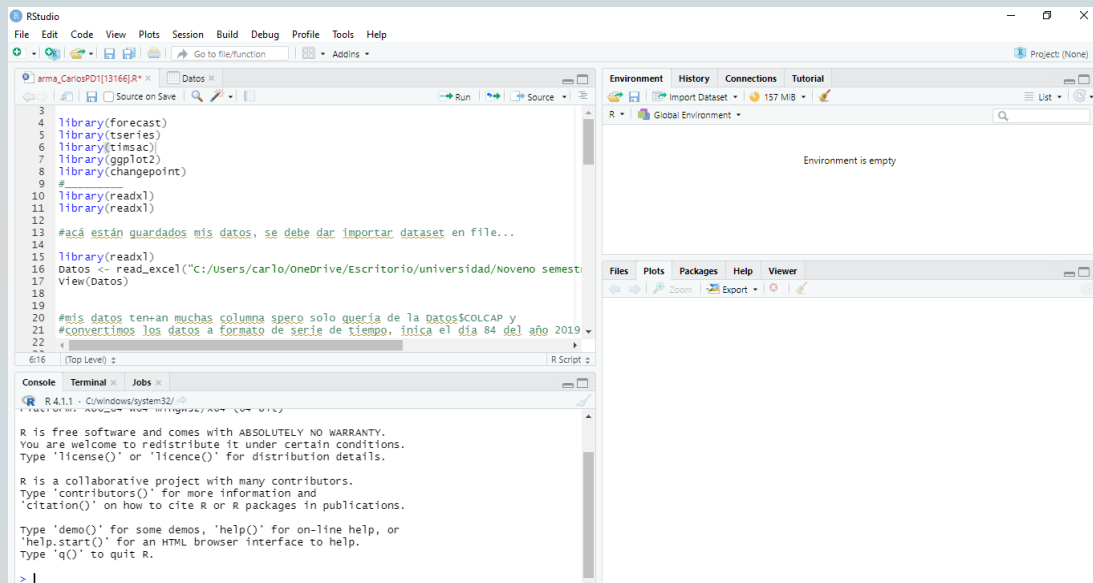 RStudio
File Edit Code View Plots Session Build Debug Profile Tools Help
Go to file/function Addins Project: (None)
arma_CarlosPD1[13166].R* Datos
Source on Save Run Source
3
4 library(forecast)
5 library(tseries)
6 library(timsac)
7 library(ggplot2)
8 library(changepoint)
9 #_________
10 library(readxl)
11 library(readxl)
12
13 #acá están guardados mis datos, se debe dar importar dataset en file...
14
15 library(readxl)
16 Datos <- read_excel("C:/Users/carlo/OneDrive/Escritorio/universidad/Noveno semest
17 View(Datos)
18
19
20 #mis datos ten+an muchas columna spero solo quería de la Datos$COLCAP y
21 #convertimos los datos a formato de serie de tiempo, inica el día 84 del año 2019
22
6:16 (Top Level) R Script
Console Terminal Jobs
R 4.1.1 · C:/windows/system32/
Platform: x86_64-w64-mingw32/x64 (64-bit)
R is free software and comes with ABSOLUTELY NO WARRANTY.
You are welcome to redistribute it under certain conditions.
Type 'license()' or 'licence()' for distribution details.
R is a collaborative project with many contributors.
Type 'contributors()' for more information and
'citation()' on how to cite R or R packages in publications.
Type 'demo()' for some demos, 'help()' for on-line help, or
'help.start()' for an HTML browser interface to help.
Type 'q()' to quit R.
>
Environment History Connections Tutorial
Import Dataset 157 MiB List
R Global Environment
Environment is empty
Files Plots Packages Help Viewer
Zoom Export